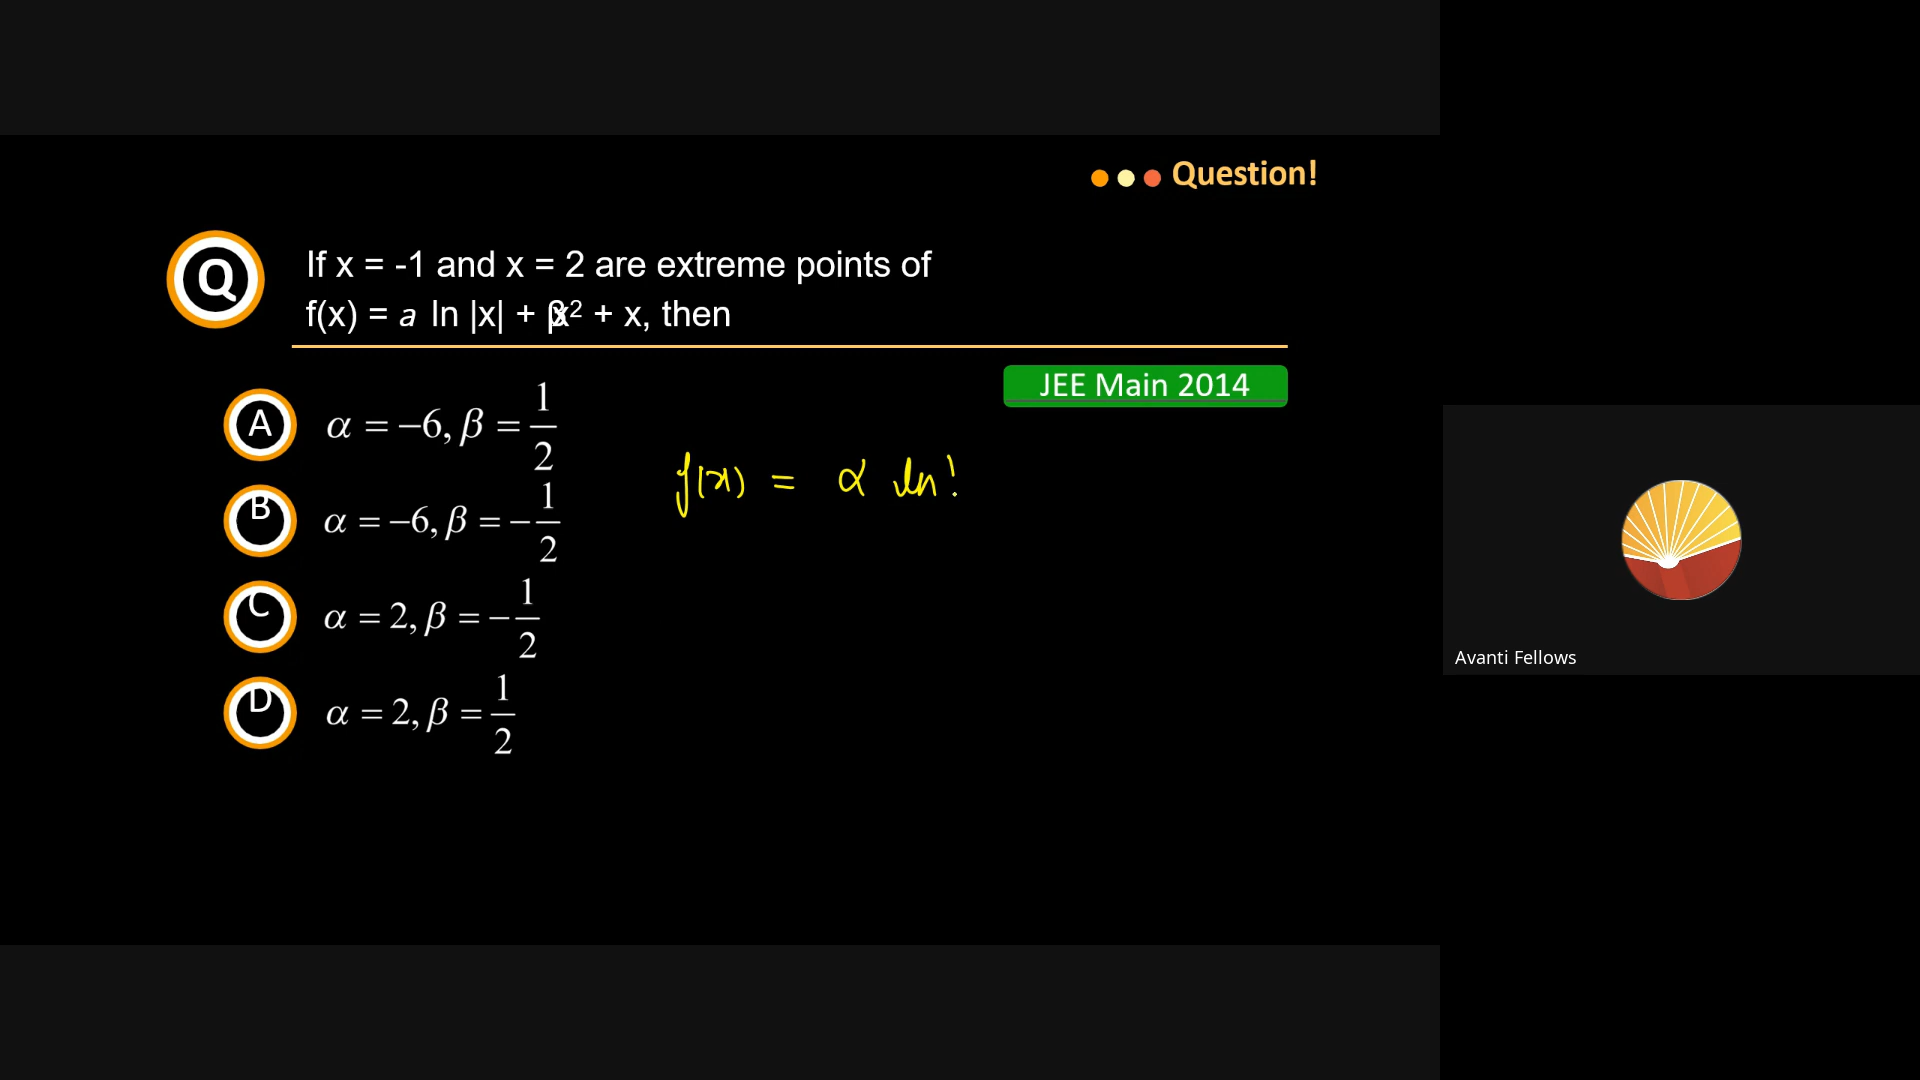 Question!
Q
If x = -1 and x = 2 are extreme points of
f(x) = a ln |x| + βx² + x, then
JEE Main 2014
A α = −6, β = 1/2
B α = −6, β = −1/2
C α = 2, β = −1/2
D α = 2, β = 1/2
f(x) = α ln
Avanti Fellows